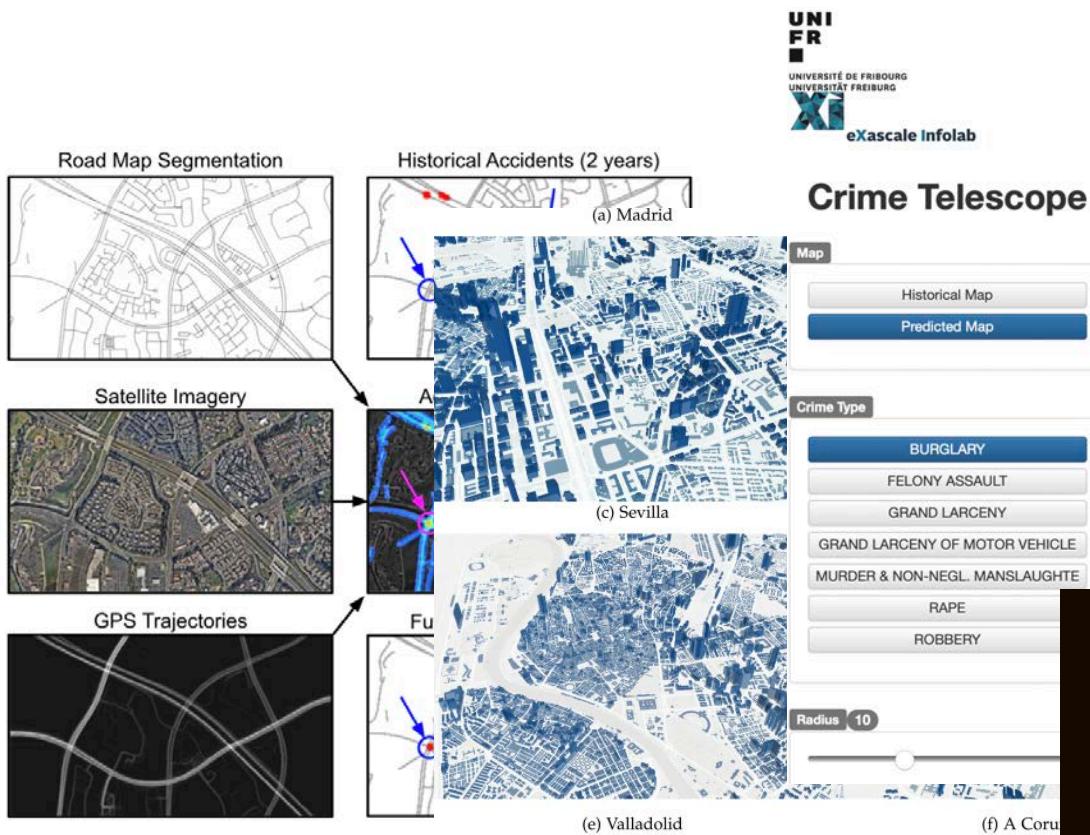 UNI
FR
UNIVERSITÉ DE FRIBOURG
UNIVERSITÄT FREIBURG
Xi
eXascale Infolab
Road Map Segmentation
Historical Accidents (2 years)
(a) Madrid
Crime Telescope
Map
Historical Map
Predicted Map
Satellite Imagery
(c) Sevilla
Crime Type
BURGLARY
FELONY ASSAULT
GRAND LARCENY
GRAND LARCENY OF MOTOR VEHICLE
MURDER & NON-NEGL. MANSLAUGHTE
RAPE
ROBBERY
GPS Trajectories
Radius 10
(e) Valladolid
(f) A